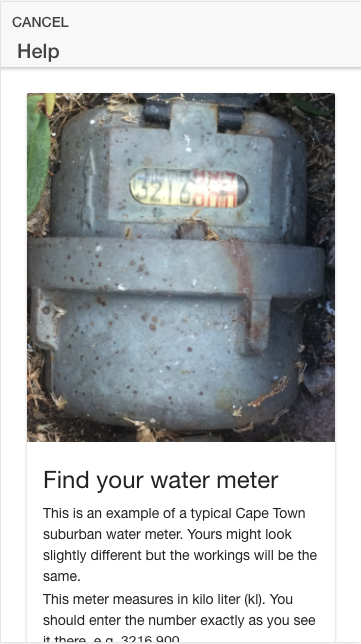 CANCEL
Help
3216
Find your water meter
This is an example of a typical Cape Town
suburban water meter. Yours might look
slightly different but the workings will be the
same.
This meter measures in kilo liter (kl). You
should enter the number exactly as you see
it there, e.g. 3216.900